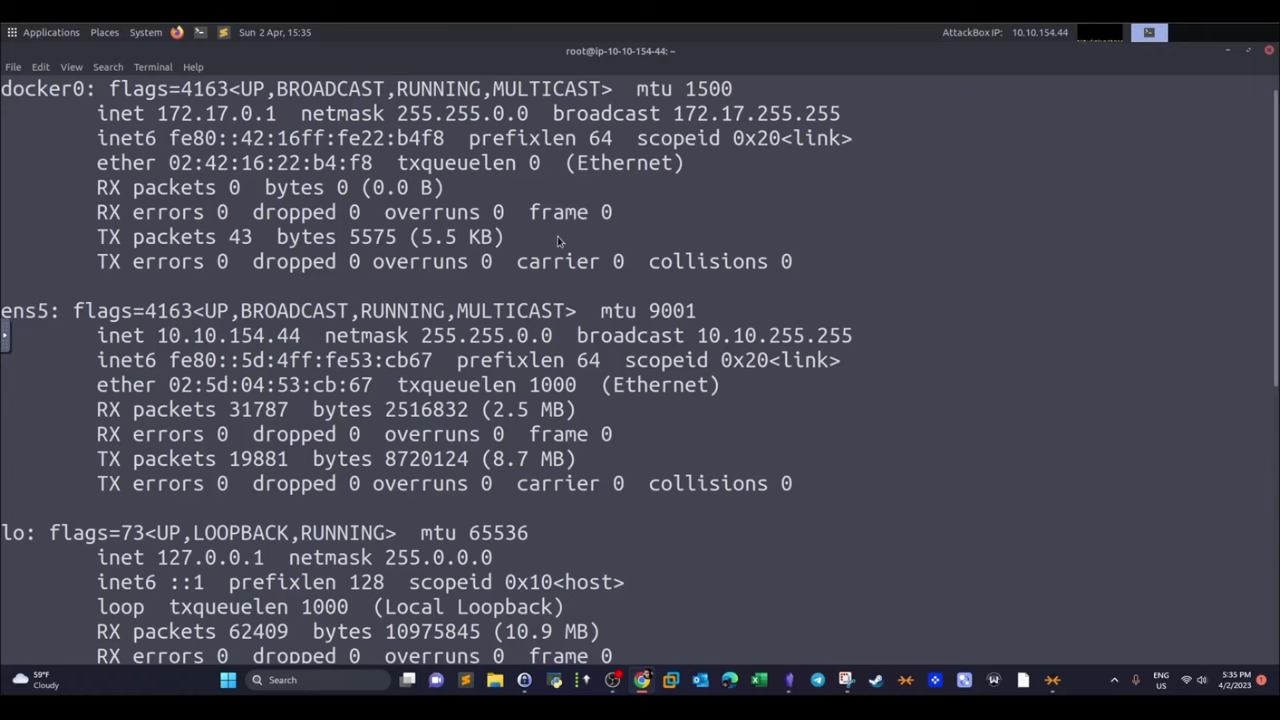 Applications Places System Sun 2 Apr, 15:35 AttackBox IP: 10.10.154.44
root@ip-10-10-154-44: ~
File Edit View Search Terminal Help
docker0: flags=4163<UP,BROADCAST,RUNNING,MULTICAST> mtu 1500
inet 172.17.0.1 netmask 255.255.0.0 broadcast 172.17.255.255
inet6 fe80::42:16ff:fe22:b4f8 prefixlen 64 scopeid 0x20<link>
ether 02:42:16:22:b4:f8 txqueuelen 0 (Ethernet)
RX packets 0 bytes 0 (0.0 B)
RX errors 0 dropped 0 overruns 0 frame 0
TX packets 43 bytes 5575 (5.5 KB)
TX errors 0 dropped 0 overruns 0 carrier 0 collisions 0
ens5: flags=4163<UP,BROADCAST,RUNNING,MULTICAST> mtu 9001
inet 10.10.154.44 netmask 255.255.0.0 broadcast 10.10.255.255
inet6 fe80::5d:4ff:fe53:cb67 prefixlen 64 scopeid 0x20<link>
ether 02:5d:04:53:cb:67 txqueuelen 1000 (Ethernet)
RX packets 31787 bytes 2516832 (2.5 MB)
RX errors 0 dropped 0 overruns 0 frame 0
TX packets 19881 bytes 8720124 (8.7 MB)
TX errors 0 dropped 0 overruns 0 carrier 0 collisions 0
lo: flags=73<UP,LOOPBACK,RUNNING> mtu 65536
inet 127.0.0.1 netmask 255.0.0.0
inet6 ::1 prefixlen 128 scopeid 0x10<host>
loop txqueuelen 1000 (Local Loopback)
RX packets 62409 bytes 10975845 (10.9 MB)
RX errors 0 dropped 0 overruns 0 frame 0
59°F
Cloudy
Search
ENG
US
5:35 PM
4/2/2023